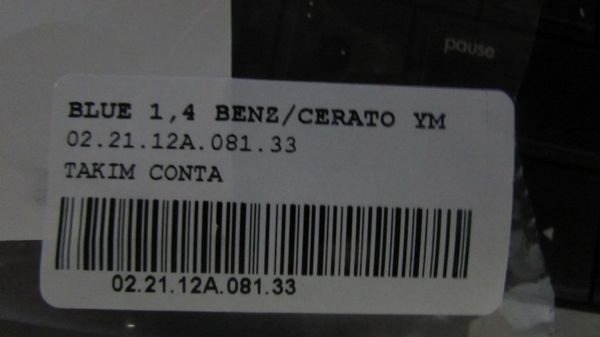 pause
BLUE 1,4 BENZ/CERATO YM
02.21.12A.081.33
TAKIM CONTA
02.21.12A.081.33